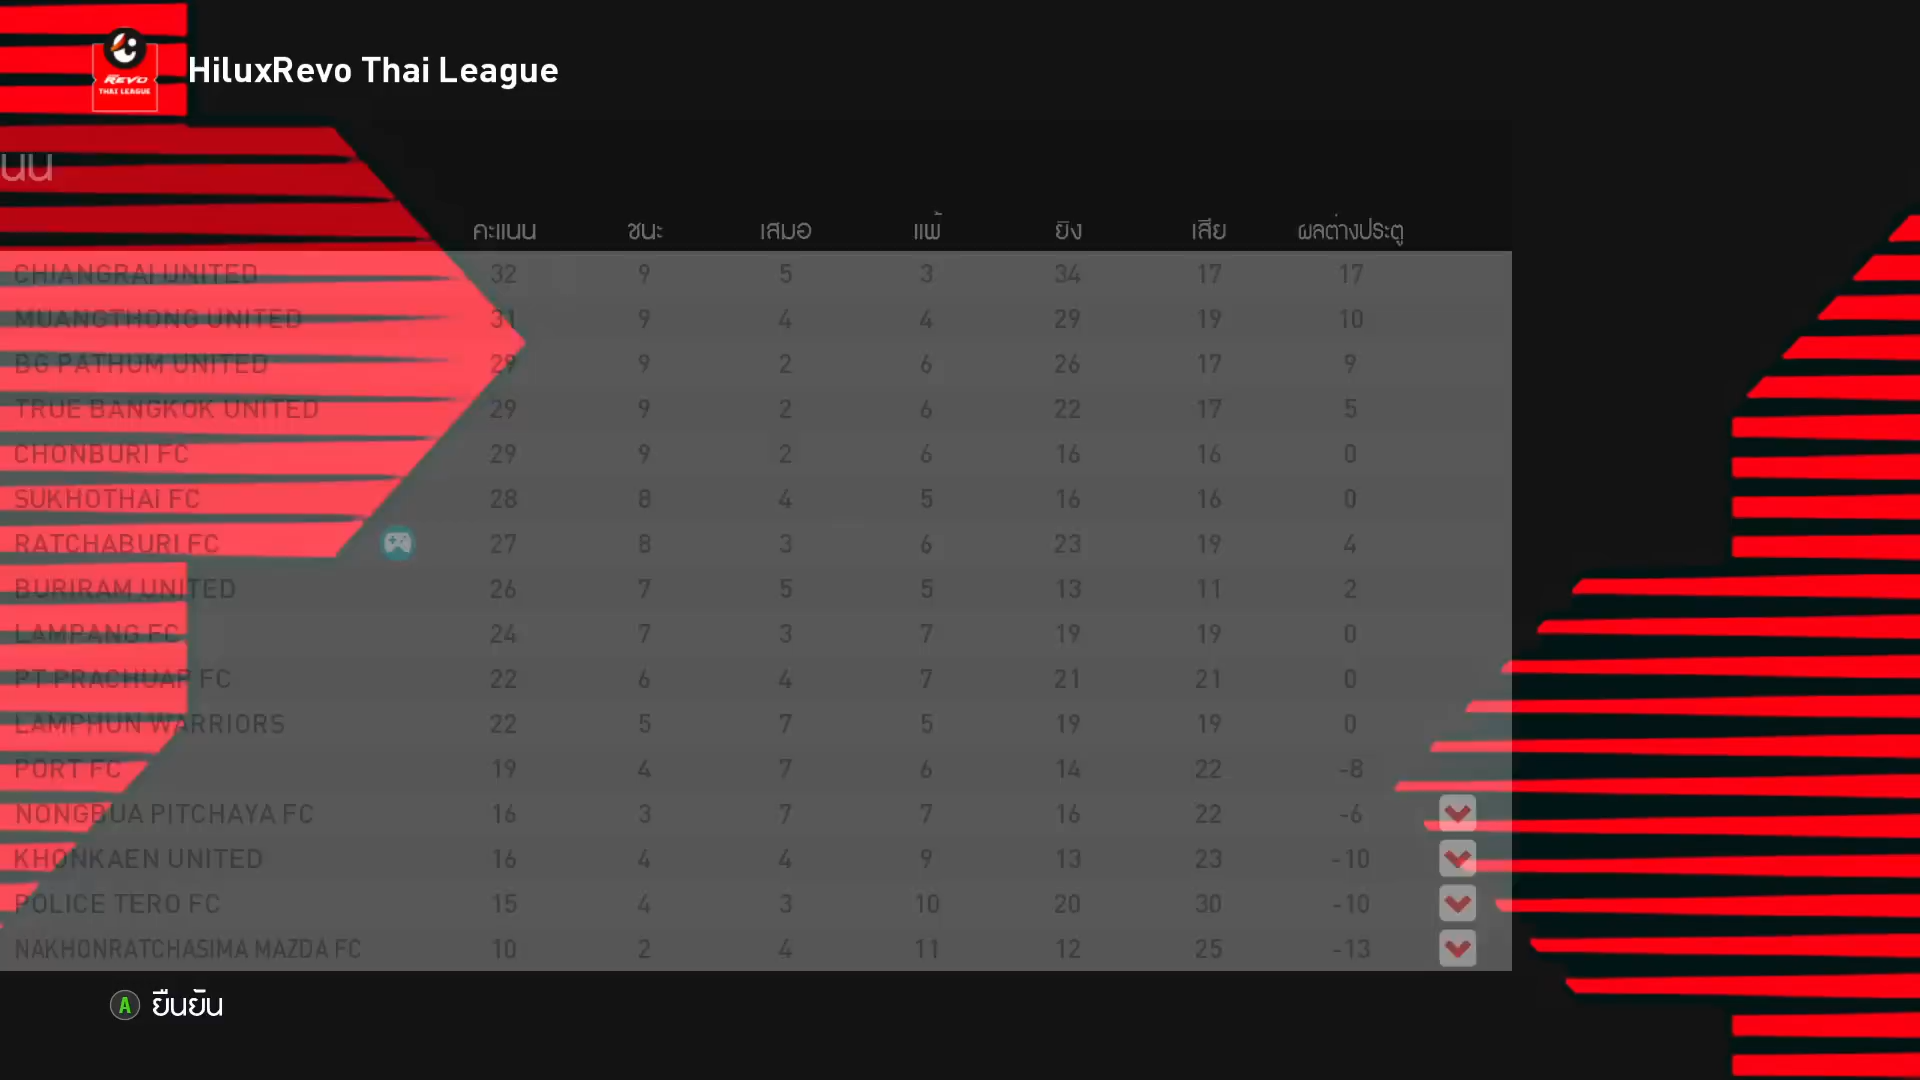 REVO
THAI LEAGUE
HiluxRevo Thai League
นน
คะแนน ชนะ เสมอ แพ้ ยิง เสีย ผลต่างประตู
CHIANGRAI UNITED 32 9 5 3 34 17 17
MUANGTHONG UNITED 31 9 4 4 29 19 10
BG PATHUM UNITED 29 9 2 6 26 17 9
TRUE BANGKOK UNITED 29 9 2 6 22 17 5
CHONBURI FC 29 9 2 6 16 16 0
SUKHOTHAI FC 28 8 4 5 16 16 0
RATCHABURI FC 27 8 3 6 23 19 4
BURIRAM UNITED 26 7 5 5 13 11 2
LAMPANG FC 24 7 3 7 19 19 0
PT PRACHUAP FC 22 6 4 7 21 21 0
LAMPHUN WARRIORS 22 5 7 5 19 19 0
PORT FC 19 4 7 6 14 22 -8
NONGBUA PITCHAYA FC 16 3 7 7 16 22 -6
KHONKAEN UNITED 16 4 4 9 13 23 -10
POLICE TERO FC 15 4 3 10 20 30 -10
NAKHONRATCHASIMA MAZDA FC 10 2 4 11 12 25 -13
A ยืนยัน